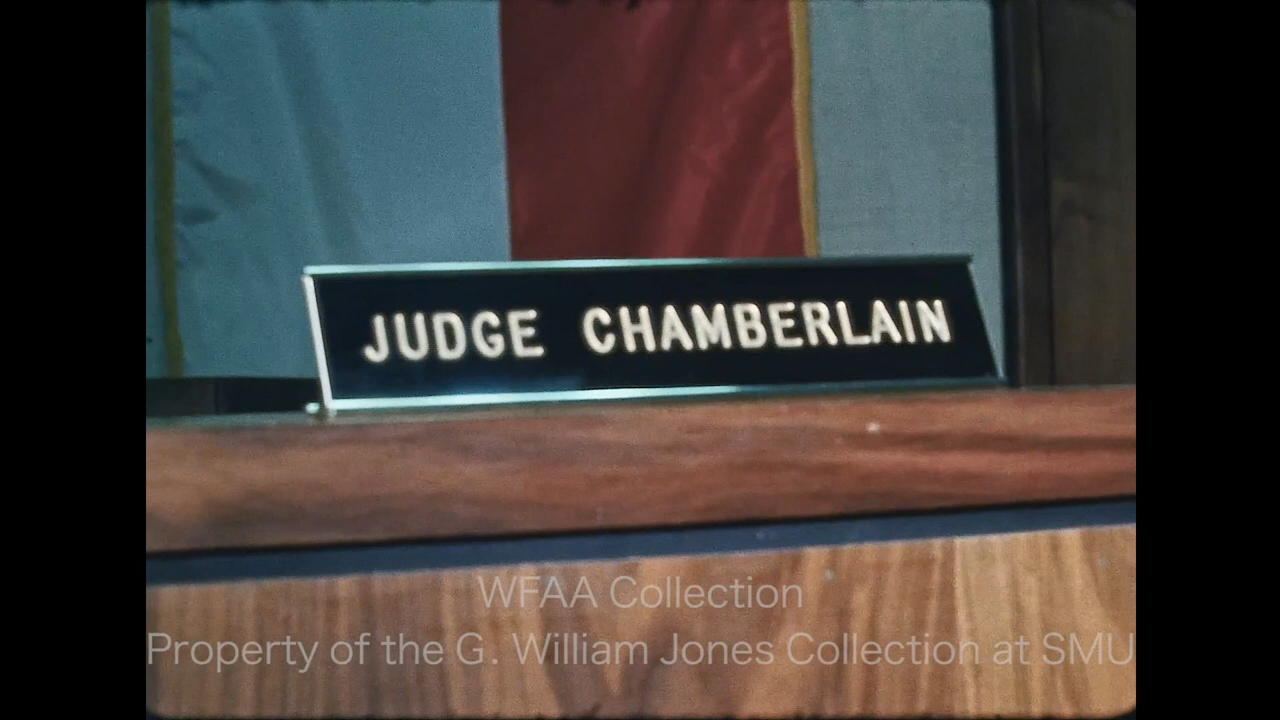 JUDGE CHAMBERLAIN
WFAA Collection
Property of the G. William Jones Collection at SMU